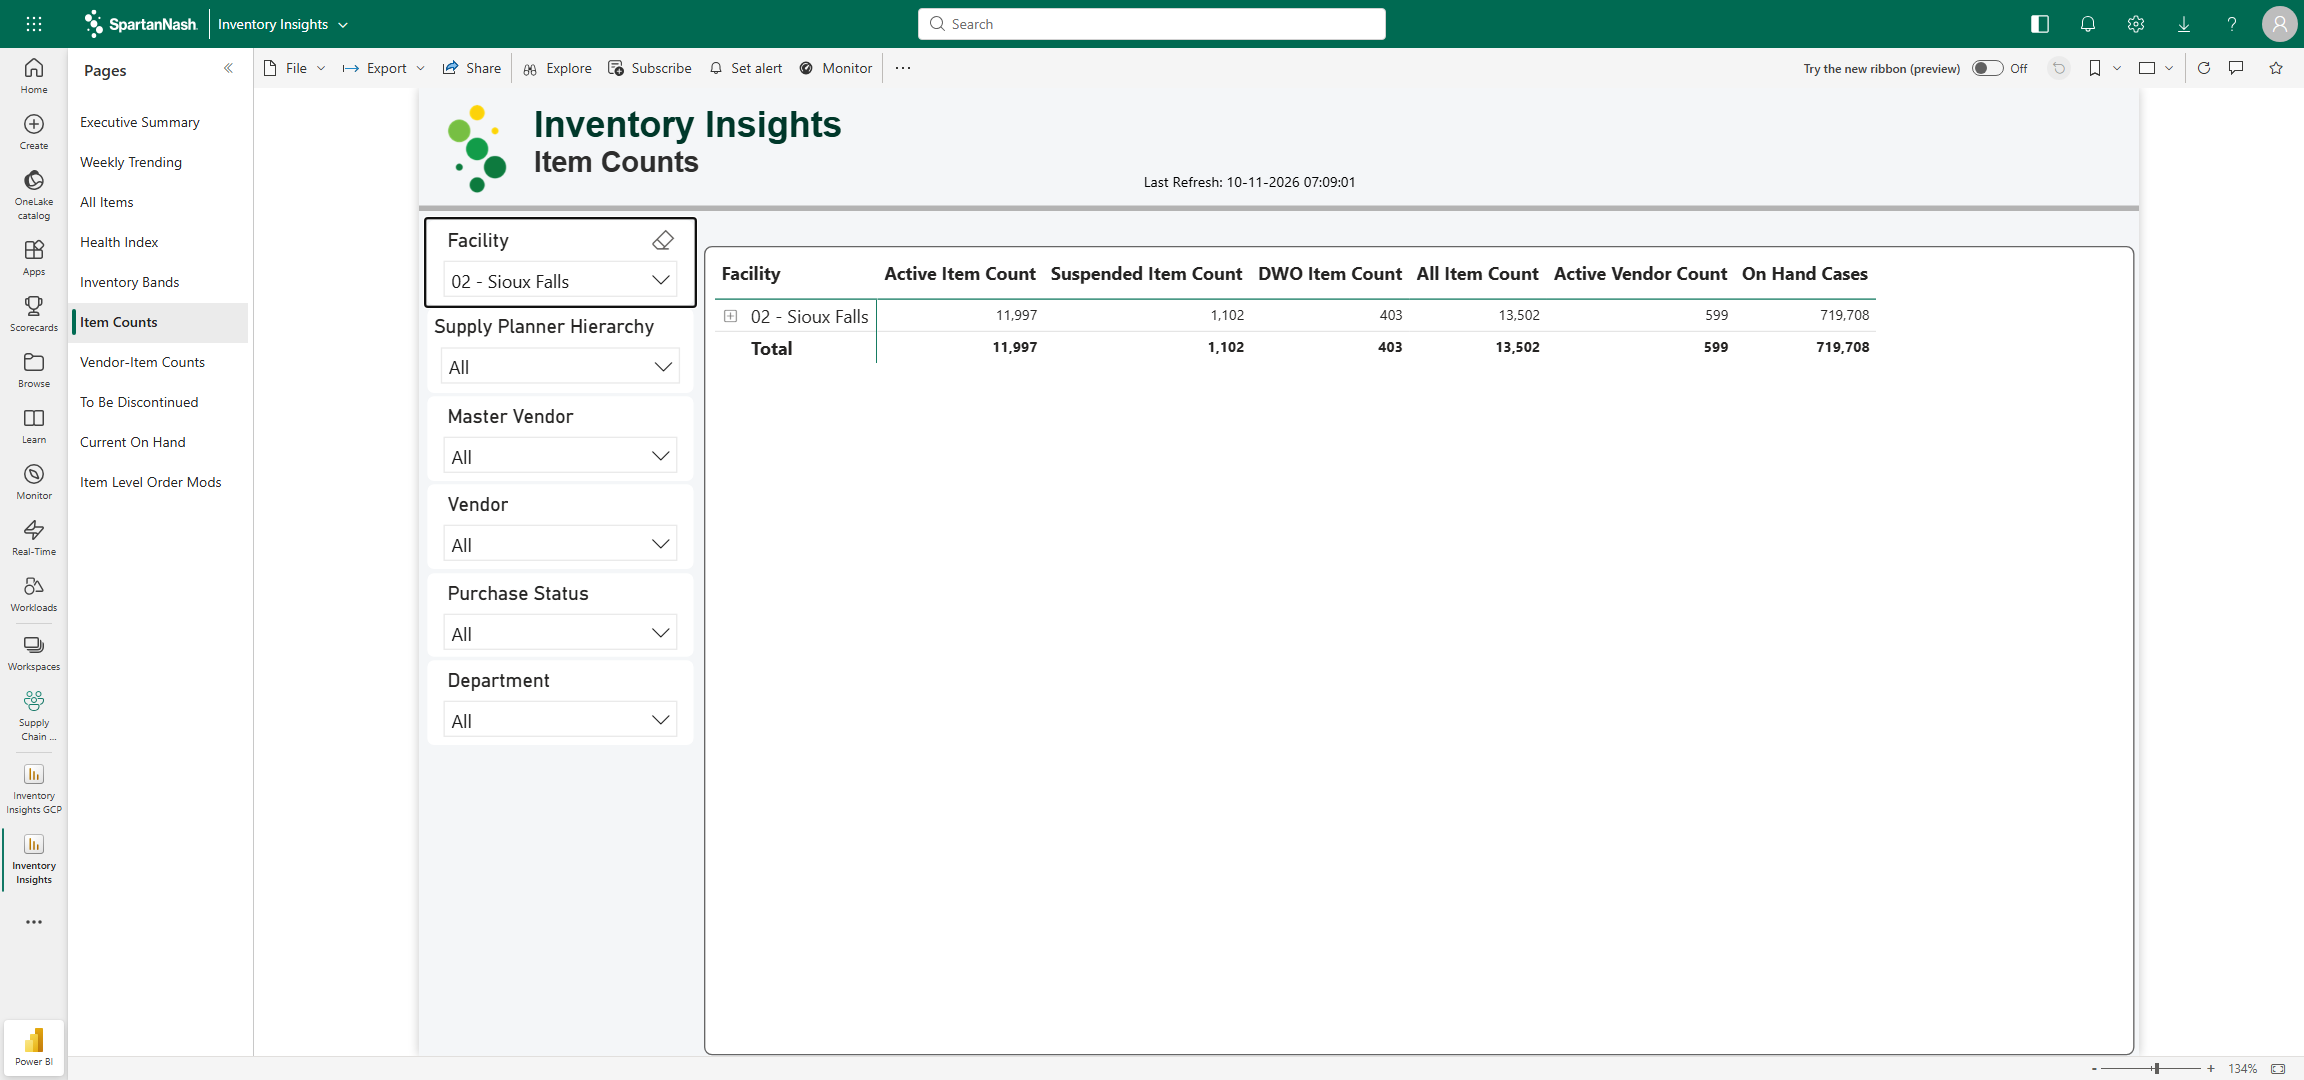 SpartanNash
Inventory Insights
Search
Home
Create
OneLake
catalog
Apps
Scorecards
Browse
Learn
Monitor
Real-Time
Workloads
Workspaces
Supply
Chain ...
Inventory
Insights GCP
Inventory
Insights
Power BI
Pages
Executive Summary
Weekly Trending
All Items
Health Index
Inventory Bands
Item Counts
Vendor-Item Counts
To Be Discontinued
Current On Hand
Item Level Order Mods
File Export Share Explore Subscribe Set alert Monitor ... Try the new ribbon (preview) Off
Inventory Insights
Item Counts
Last Refresh: 10-11-2026 07:09:01
Facility
02 - Sioux Falls
Supply Planner Hierarchy
All
Master Vendor
All
Vendor
All
Purchase Status
All
Department
All
Facility Active Item Count Suspended Item Count DWO Item Count All Item Count Active Vendor Count On Hand Cases
02 - Sioux Falls 11,997 1,102 403 13,502 599 719,708
Total 11,997 1,102 403 13,502 599 719,708
- + 134%